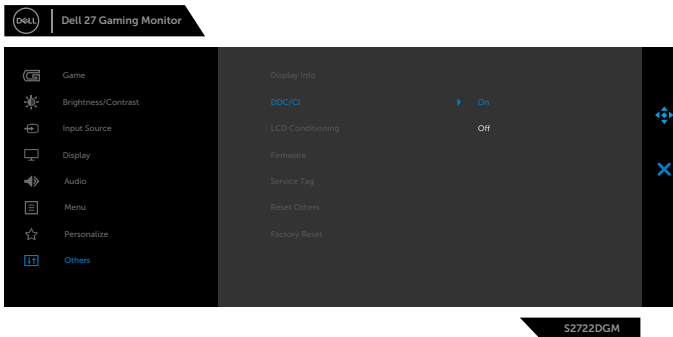 DELL
Dell 27 Gaming Monitor
Game
Brightness/Contrast
Input Source
Display
Audio
Menu
Personalize
Others
Display Info
DDC/CI
On
LCD Conditioning
Off
Firmware
Service Tag
Reset Others
Factory Reset
S2722DGM